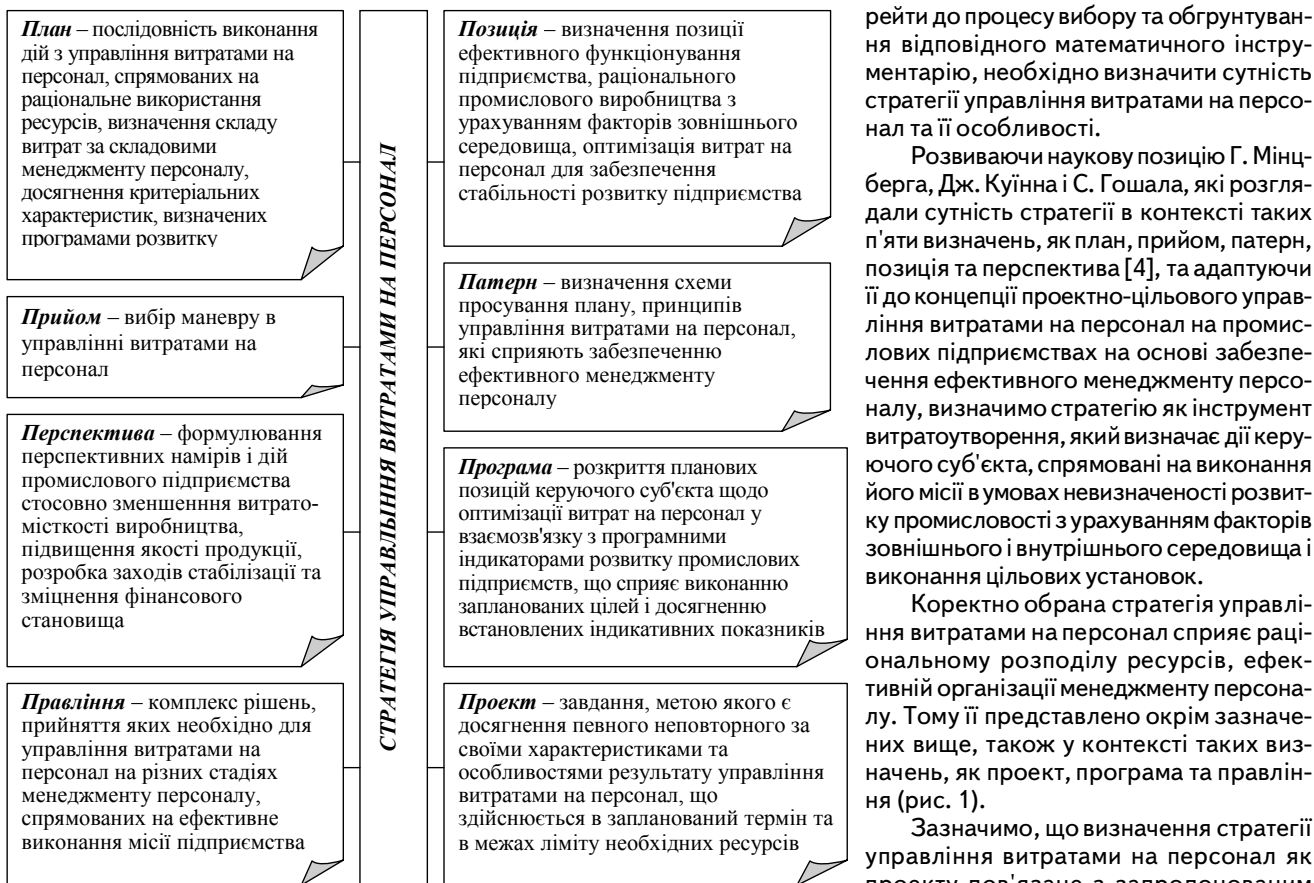 План – послідовність виконання
дій з управління витратами на
персонал, спрямованих на
раціональне використання
ресурсів, визначення складу
витрат за складовими
менеджменту персоналу,
досягнення критеріальних
характеристик, визначених
програмами розвитку
Прийом – вибір маневру в
управлінні витратами на
персонал
Перспектива – формулювання
перспективних намірів і дій
промислового підприємства
стосовно зменшенння витрато-
місткості виробництва,
підвищення якості продукції,
розробка заходів стабілізації та
зміцнення фінансового
становища
Правління – комплекс рішень,
прийняття яких необхідно для
управління витратами на
персонал на різних стадіях
менеджменту персоналу,
спрямованих на ефективне
виконання місії підприємства
СТРАТЕГІЯ УПРАВЛЬІННЯ ВИТРАТАМИ НА ПЕРСОНАЛ
Позиція – визначення позиції
ефективного функціонування
підприємства, раціонального
промислового виробництва з
урахуванням факторів зовнішнього
середовища, оптимізація витрат на
персонал для забезпечення
стабільності розвитку підприємства
Патерн – визначення схеми
просування плану, принципів
управління витратами на персонал,
які сприяють забезпеченню
ефективного менеджменту
персоналу
Програма – розкриття планових
позицій керуючого суб'єкта щодо
оптимізації витрат на персонал у
взаємозв'язку з програмними
індикаторами розвитку промислових
підприємств, що сприяє виконанню
запланованих цілей і досягненню
встановлених індикативних показників
Проект – завдання, метою якого є
досягнення певного неповторного за
своїми характеристиками та
особливостями результату управління
витратами на персонал, що
здійснюється в запланований термін та
в межах ліміту необхідних ресурсів
рейти до процесу вибору та обгрунтуван-
ня відповідного математичного інстру-
ментарію, необхідно визначити сутність
стратегії управління витратами на персо-
нал та її особливості.
Розвиваючи наукову позицію Г. Мінц-
берга, Дж. Куїнна і С. Гошала, які розгля-
дали сутність стратегії в контексті таких
п'яти визначень, як план, прийом, патерн,
позиція та перспектива [4], та адаптуючи
її до концепції проектно-цільового управ-
ління витратами на персонал на промис-
лових підприємствах на основі забезпе-
чення ефективного менеджменту персо-
налу, визначимо стратегію як інструмент
витратоутворення, який визначає дії керу-
ючого суб'єкта, спрямовані на виконання
його місії в умовах невизначеності розвит-
ку промисловості з урахуванням факторів
зовнішнього і внутрішнього середовища і
виконання цільових установок.
Коректно обрана стратегія управлі-
ння витратами на персонал сприяє раці-
ональному розподілу ресурсів, ефек-
тивній організації менеджменту персона-
лу. Тому її представлено окрім зазначе-
них вище, також у контексті таких виз-
начень, як проект, програма та правлін-
ня (рис. 1).
Зазначимо, що визначення стратегії
управління витратами на персонал як
проекту пов'язане з запропонованим